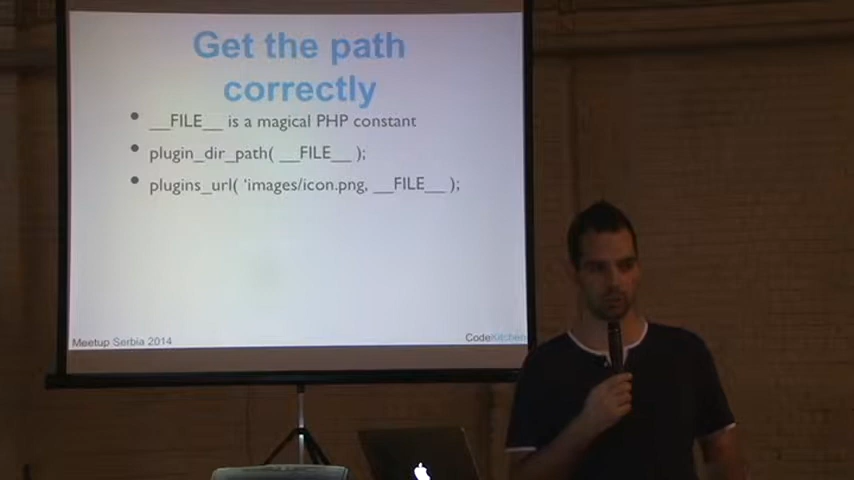 Get the path
correctly
• __FILE__ is a magical PHP constant
• plugin_dir_path( __FILE__ );
• plugins_url( ‘images/icon.png, __FILE__ );
Meetup Serbia 2014
CodeKitchen